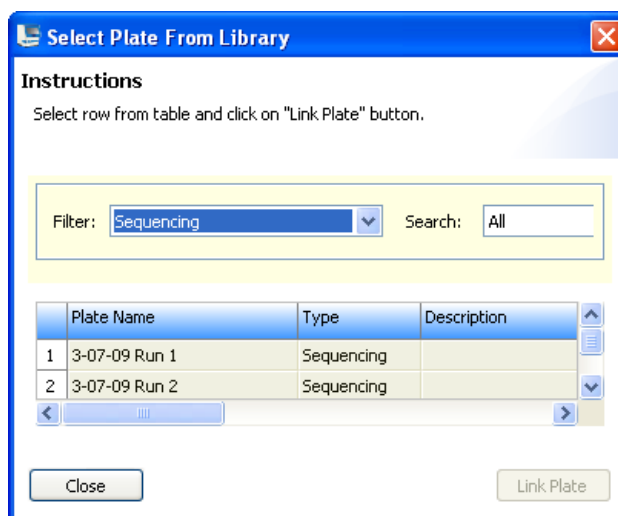 Select Plate From Library
Instructions
Select row from table and click on "Link Plate" button.
Filter: Sequencing Search: All
Plate Name Type Description
1 3-07-09 Run 1 Sequencing
2 3-07-09 Run 2 Sequencing
Close Link Plate